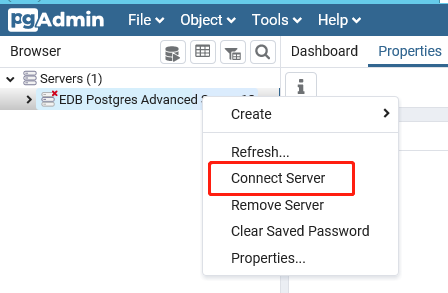 pgAdmin File Object Tools Help
Browser Dashboard Properties
Servers (1)
EDB Postgres Advanced
Create
Refresh...
Connect Server
Remove Server
Clear Saved Password
Properties...